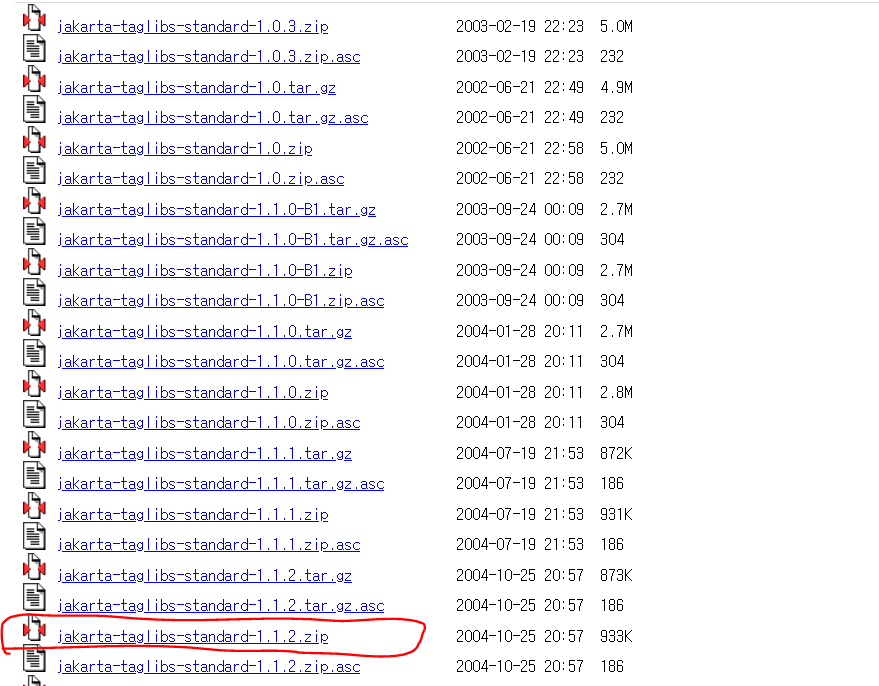 jakarta-taglibs-standard-1.0.3.zip 2003-02-19 22:23 5.0M
jakarta-taglibs-standard-1.0.3.zip.asc 2003-02-19 22:23 232
jakarta-taglibs-standard-1.0.tar.gz 2002-06-21 22:49 4.9M
jakarta-taglibs-standard-1.0.tar.gz.asc 2002-06-21 22:49 232
jakarta-taglibs-standard-1.0.zip 2002-06-21 22:58 5.0M
jakarta-taglibs-standard-1.0.zip.asc 2002-06-21 22:58 232
jakarta-taglibs-standard-1.1.0-B1.tar.gz 2003-09-24 00:09 2.7M
jakarta-taglibs-standard-1.1.0-B1.tar.gz.asc 2003-09-24 00:09 304
jakarta-taglibs-standard-1.1.0-B1.zip 2003-09-24 00:09 2.7M
jakarta-taglibs-standard-1.1.0-B1.zip.asc 2003-09-24 00:09 304
jakarta-taglibs-standard-1.1.0.tar.gz 2004-01-28 20:11 2.7M
jakarta-taglibs-standard-1.1.0.tar.gz.asc 2004-01-28 20:11 304
jakarta-taglibs-standard-1.1.0.zip 2004-01-28 20:11 2.8M
jakarta-taglibs-standard-1.1.0.zip.asc 2004-01-28 20:11 304
jakarta-taglibs-standard-1.1.1.tar.gz 2004-07-19 21:53 872K
jakarta-taglibs-standard-1.1.1.tar.gz.asc 2004-07-19 21:53 186
jakarta-taglibs-standard-1.1.1.zip 2004-07-19 21:53 931K
jakarta-taglibs-standard-1.1.1.zip.asc 2004-07-19 21:53 186
jakarta-taglibs-standard-1.1.2.tar.gz 2004-10-25 20:57 873K
jakarta-taglibs-standard-1.1.2.tar.gz.asc 2004-10-25 20:57 186
jakarta-taglibs-standard-1.1.2.zip 2004-10-25 20:57 933K
jakarta-taglibs-standard-1.1.2.zip.asc 2004-10-25 20:57 186